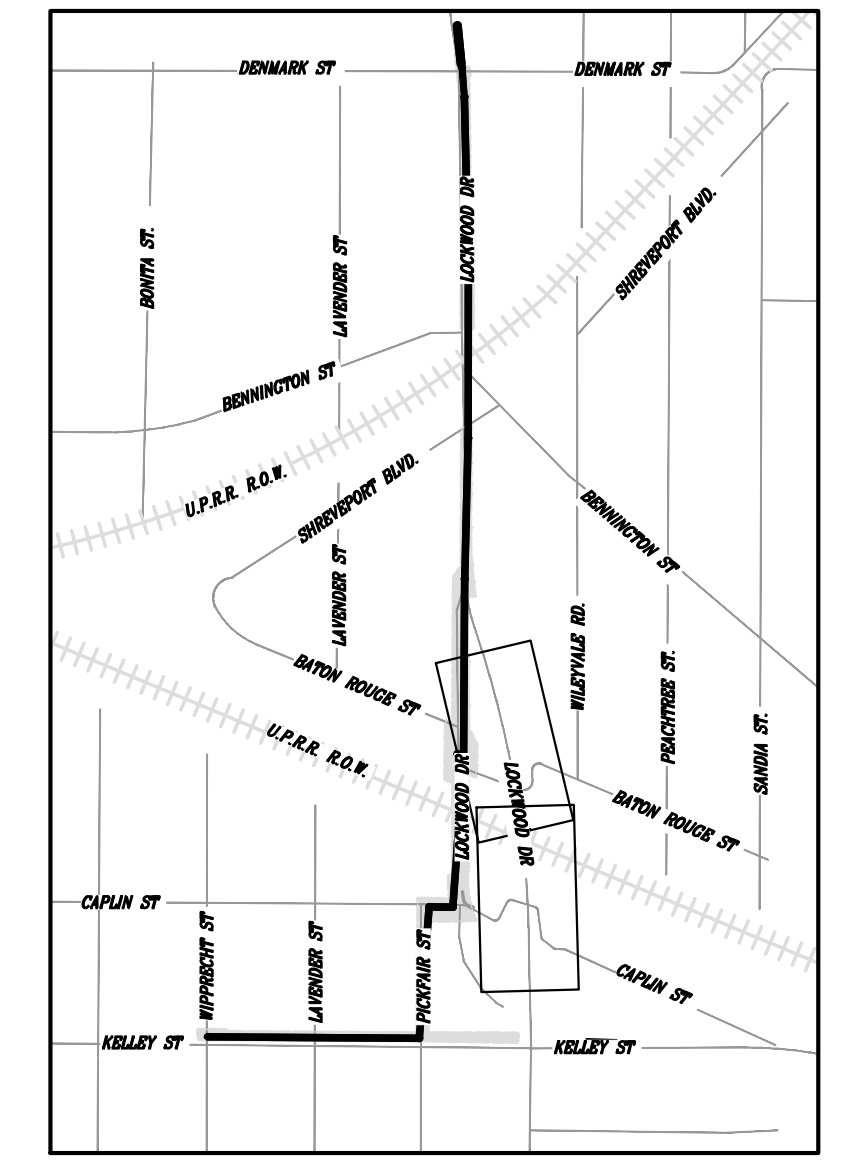 DENMARK ST
DENMARK ST
LOCKWOOD DR
SHREVEPORT BLVD.
BONITA ST.
LAVENDER ST
BENNINGTON ST
U.P.R.R. R.O.W.
SHREVEPORT BLVD.
BENNINGTON ST
LAVENDER ST
WILEYVALE RD.
PEACHTREE ST.
BATON ROUGE ST
SANDIA ST.
U.P.R.R. R.O.W.
LOCKWOOD DR
LOCKWOOD DR
BATON ROUGE ST
CAPLIN ST
WIPPRECHT ST
LAVENDER ST
PICKFAIR ST
CAPLIN ST
KELLEY ST
KELLEY ST